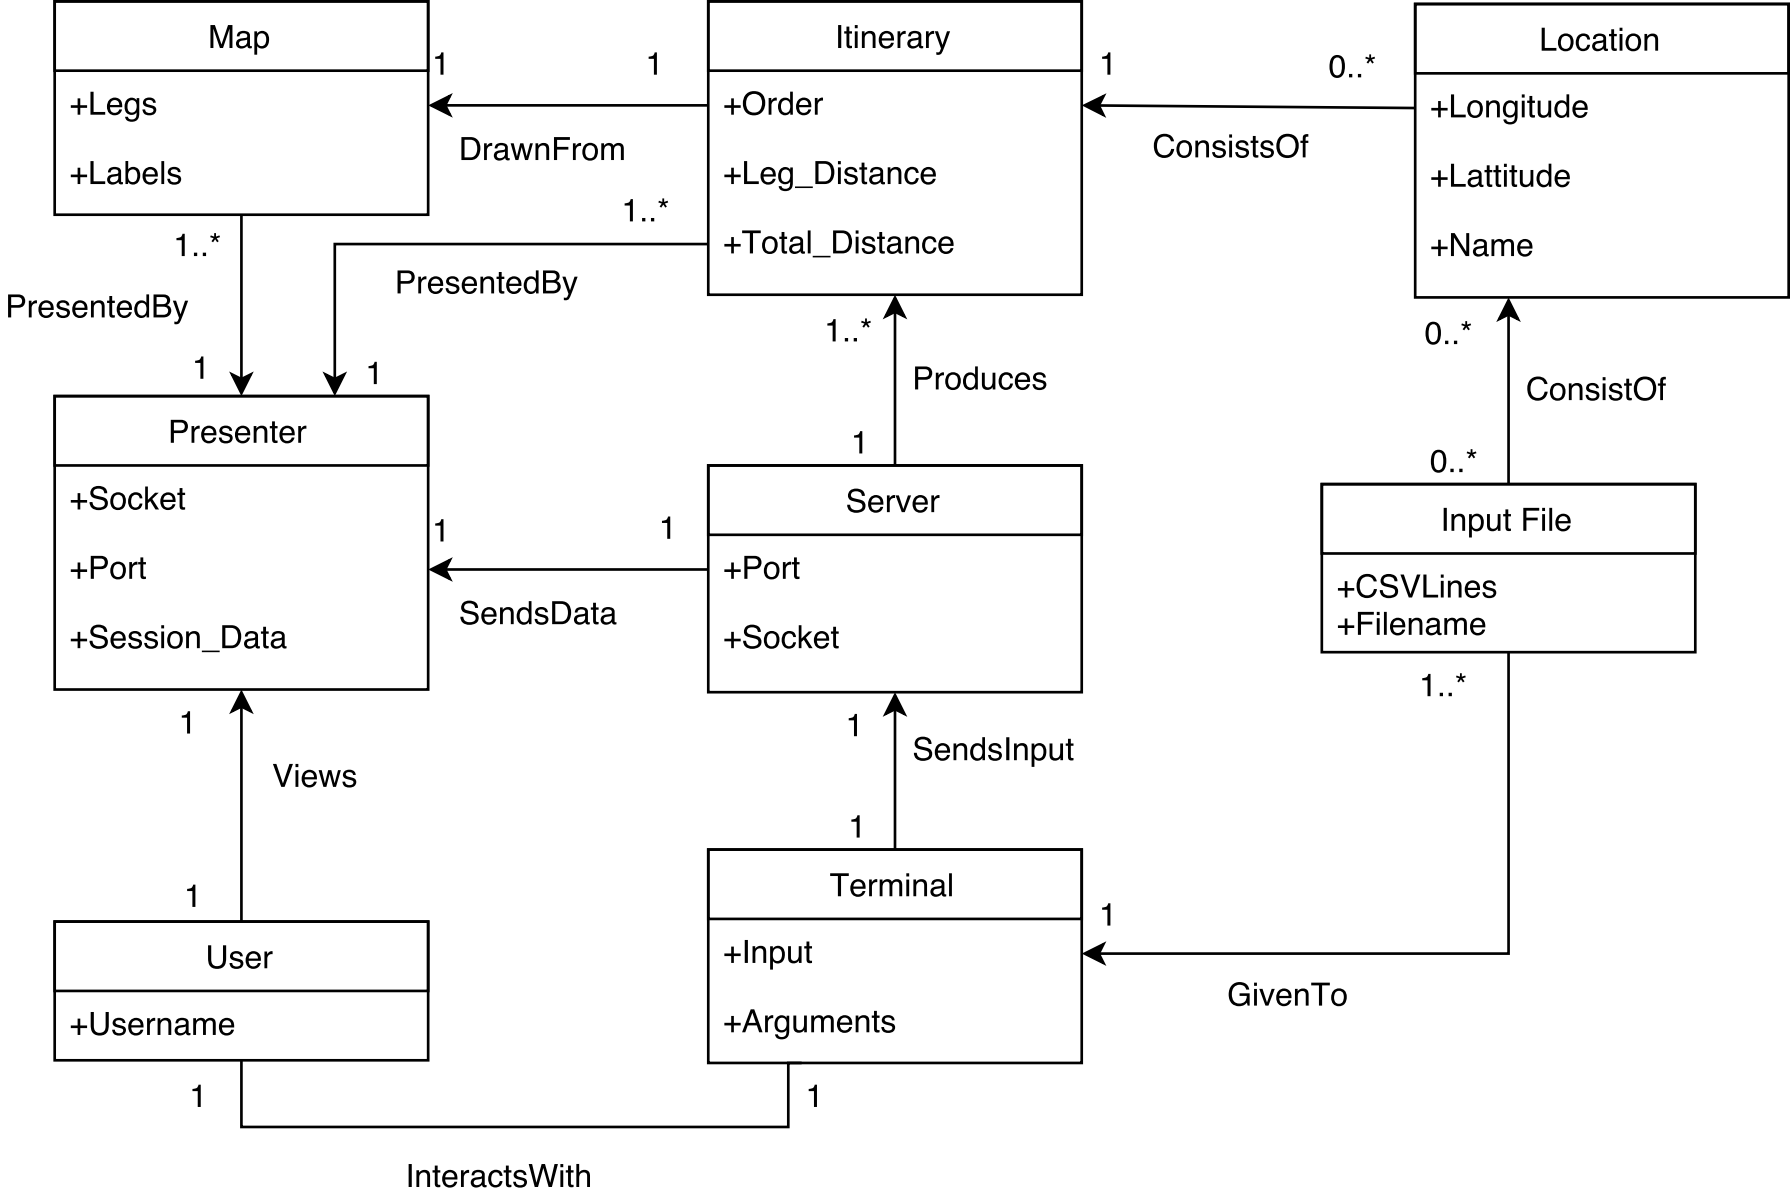 Map
+Legs
+Labels
1
1
DrawnFrom
Itinerary
+Order
+Leg_Distance
+Total_Distance
1
0..*
ConsistsOf
Location
+Longitude
+Lattitude
+Name
1..*
PresentedBy
1
1..*
PresentedBy
1
1..*
Produces
1
0..*
ConsistOf
0..*
Presenter
+Socket
+Port
+Session_Data
1
1
SendsData
Server
+Port
+Socket
Input File
+CSVLines
+Filename
1
Views
1
1
SendsInput
1
1..*
1
GivenTo
User
+Username
Terminal
+Input
+Arguments
1
1
InteractsWith